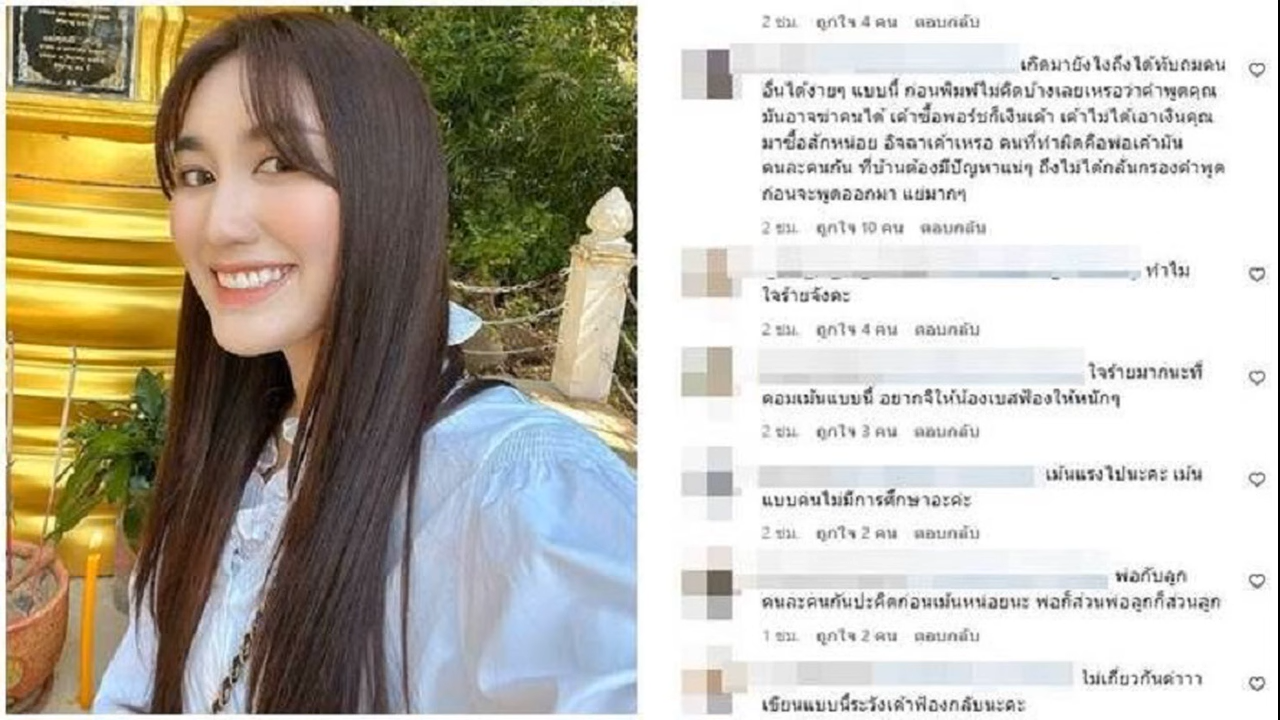 2 ชม. ถูกใจ 4 คน ตอบกลับ
เกิดมายังไงถึงได้ทับถมคน
อื่นได้ง่ายๆ แบบนี้ ก่อนพิมพ์ไม่คิดบ้างเลยเหรอว่าคำพูดคุณ
มันอาจฆ่าคนได้ เค้าซื้อพอร์ชก็เงินเค้า เค้าไม่ได้เอาเงินคุณ
มาซื้อสักหน่อย อิจฉาเค้าเหรอ คนที่ทำผิดคือพ่อเค้ามัน
คนละคนกัน ที่บ้านต้องมีปัญหาแน่ๆ ถึงไม่ได้กลั่นกรองคำพูด
ก่อนจะพูดออกมา แย่มากๆ
2 ชม. ถูกใจ 10 คน ตอบกลับ
ทำไม
ใจร้ายจังคะ
2 ชม. ถูกใจ 4 คน ตอบกลับ
ใจร้ายมากนะที่
คอมเม้นแบบนี้ อยากจิให้น้องเบสฟ้องให้หนักๆ
2 ชม. ถูกใจ 3 คน ตอบกลับ
เม้นแรงไปนะคะ เม้น
แบบคนไม่มีการศึกษาอะค่ะ
2 ชม. ถูกใจ 2 คน ตอบกลับ
พ่อกับลูก
คนละคนกันปะคิดก่อนเม้นหน่อยนะ พ่อก็ส่วนพ่อลูกก็ส่วนลูก
1 ชม. ถูกใจ 2 คน ตอบกลับ
ไม่เกี่ยวกันค่าาา
เขียนแบบนี้ระวังเค้าฟ้องกลับนะคะ